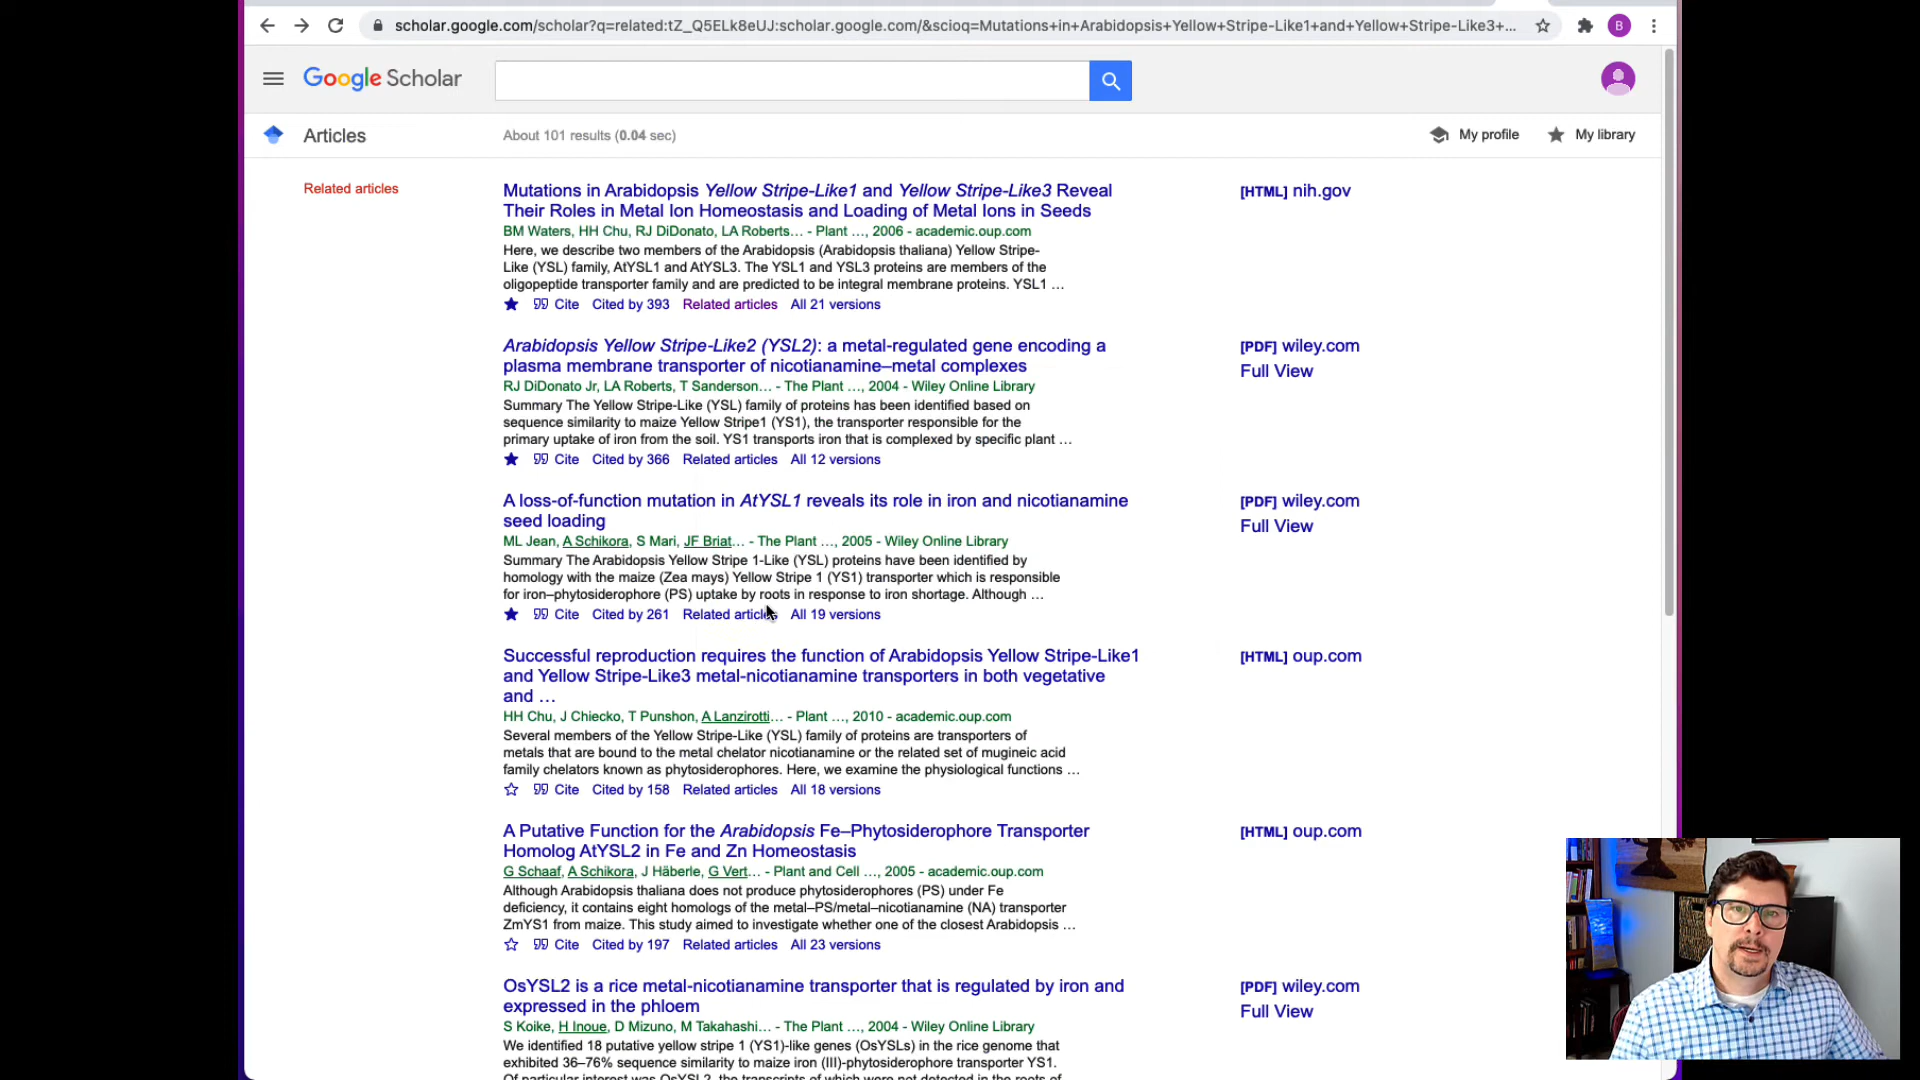 scholar.google.com/scholar?q=related:tZ_Q5ELk8eUJ:scholar.google.com/&scioq=Mutations+in+Arabidopsis+Yellow+Stripe-Like1+and+Yellow+Stripe-Like3+...
B
Google Scholar
Articles
About 101 results (0.04 sec)
My profile
My library
Related articles
Mutations in Arabidopsis Yellow Stripe-Like1 and Yellow Stripe-Like3 Reveal
Their Roles in Metal Ion Homeostasis and Loading of Metal Ions in Seeds
[HTML] nih.gov
BM Waters, HH Chu, RJ DiDonato, LA Roberts… - Plant …, 2006 - academic.oup.com
Here, we describe two members of the Arabidopsis (Arabidopsis thaliana) Yellow Stripe-
Like (YSL) family, AtYSL1 and AtYSL3. The YSL1 and YSL3 proteins are members of the
oligopeptide transporter family and are predicted to be integral membrane proteins. YSL1 …
Cite Cited by 393 Related articles All 21 versions
Arabidopsis Yellow Stripe-Like2 (YSL2): a metal-regulated gene encoding a
plasma membrane transporter of nicotianamine–metal complexes
[PDF] wiley.com
Full View
RJ DiDonato Jr, LA Roberts, T Sanderson… - The Plant …, 2004 - Wiley Online Library
Summary The Yellow Stripe-Like (YSL) family of proteins has been identified based on
sequence similarity to maize Yellow Stripe1 (YS1), the transporter responsible for the
primary uptake of iron from the soil. YS1 transports iron that is complexed by specific plant …
Cite Cited by 366 Related articles All 12 versions
A loss-of-function mutation in AtYSL1 reveals its role in iron and nicotianamine
seed loading
[PDF] wiley.com
Full View
ML Jean, A Schikora, S Mari, JF Briat… - The Plant …, 2005 - Wiley Online Library
Summary The Arabidopsis Yellow Stripe 1-Like (YSL) proteins have been identified by
homology with the maize (Zea mays) Yellow Stripe 1 (YS1) transporter which is responsible
for iron–phytosiderophore (PS) uptake by roots in response to iron shortage. Although …
Cite Cited by 261 Related articles All 19 versions
Successful reproduction requires the function of Arabidopsis Yellow Stripe-Like1
and Yellow Stripe-Like3 metal-nicotianamine transporters in both vegetative
and …
[HTML] oup.com
HH Chu, J Chiecko, T Punshon, A Lanzirotti… - Plant …, 2010 - academic.oup.com
Several members of the Yellow Stripe-Like (YSL) family of proteins are transporters of
metals that are bound to the metal chelator nicotianamine or the related set of mugineic acid
family chelators known as phytosiderophores. Here, we examine the physiological functions …
Cite Cited by 158 Related articles All 18 versions
A Putative Function for the Arabidopsis Fe–Phytosiderophore Transporter
Homolog AtYSL2 in Fe and Zn Homeostasis
[HTML] oup.com
G Schaaf, A Schikora, J Häberle, G Vert… - Plant and Cell …, 2005 - academic.oup.com
Although Arabidopsis thaliana does not produce phytosiderophores (PS) under Fe
deficiency, it contains eight homologs of the metal–PS/metal–nicotianamine (NA) transporter
ZmYS1 from maize. This study aimed to investigate whether one of the closest Arabidopsis …
Cite Cited by 197 Related articles All 23 versions
OsYSL2 is a rice metal-nicotianamine transporter that is regulated by iron and
expressed in the phloem
[PDF] wiley.com
Full View
S Koike, H Inoue, D Mizuno, M Takahashi… - The Plant …, 2004 - Wiley Online Library
We identified 18 putative yellow stripe 1 (YS1)-like genes (OsYSLs) in the rice genome that
exhibited 36–76% sequence similarity to maize iron (III)-phytosiderophore transporter YS1.
Of particular interest was OsYSL2, the transcripts of which were not detected in the roots of